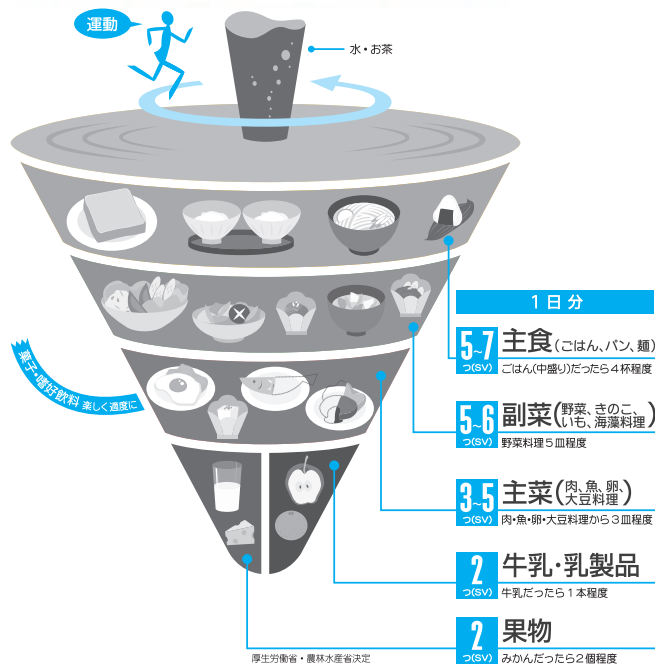 運動
水・お茶
菓子・嗜好飲料 楽しく適度に
1日分
5~7
つ(SV)
主食(ごはん、パン、麺)
ごはん(中盛り)だったら4杯程度
5~6
つ(SV)
副菜(野菜、きのこ、
いも、海藻料理)
野菜料理5皿程度
3~5
つ(SV)
主菜(肉、魚、卵、
大豆料理)
肉・魚・卵・大豆料理から3皿程度
2
つ(SV)
牛乳・乳製品
牛乳だったら1本程度
2
つ(SV)
果物
みかんだったら2個程度
厚生労働省・農林水産省決定